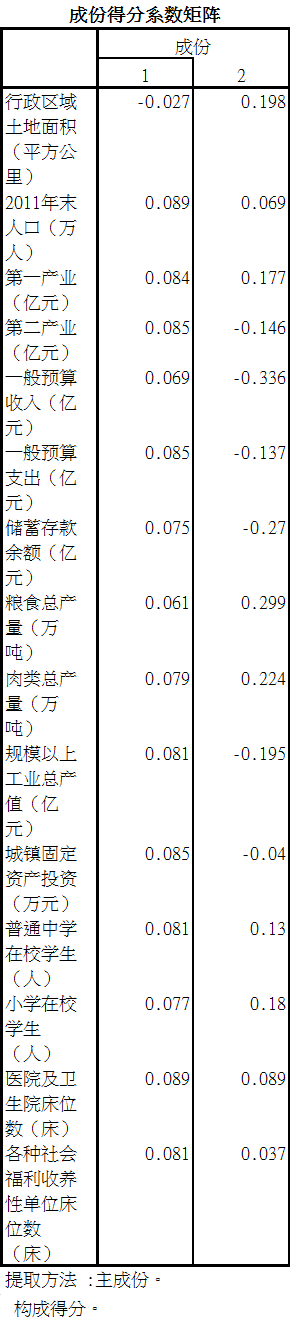 成份得分系数矩阵
成份
1 2
行政区域 -0.027 0.198
土地面积
（平方公
里）
2011年末 0.089 0.069
人口（万
人）
第一产业 0.084 0.177
（亿元）
第二产业 0.085 -0.146
（亿元）
一般预算 0.069 -0.336
收入（亿
元）
一般预算 0.085 -0.137
支出（亿
元）
储蓄存款 0.075 -0.27
余额（亿
元）
粮食总产 0.061 0.299
量（万
吨）
肉类总产 0.079 0.224
量（万
吨）
规模以上 0.081 -0.195
工业总产
值（亿
元）
城镇固定 0.085 -0.04
资产投资
（万元）
普通中学 0.081 0.13
在校学生
（人）
小学在校 0.077 0.18
学生
（人）
医院及卫 0.089 0.089
生院床位
数（床）
各种社会 0.081 0.037
福利收养
性单位床
位数
（床）
提取方法 :主成份。
构成得分。